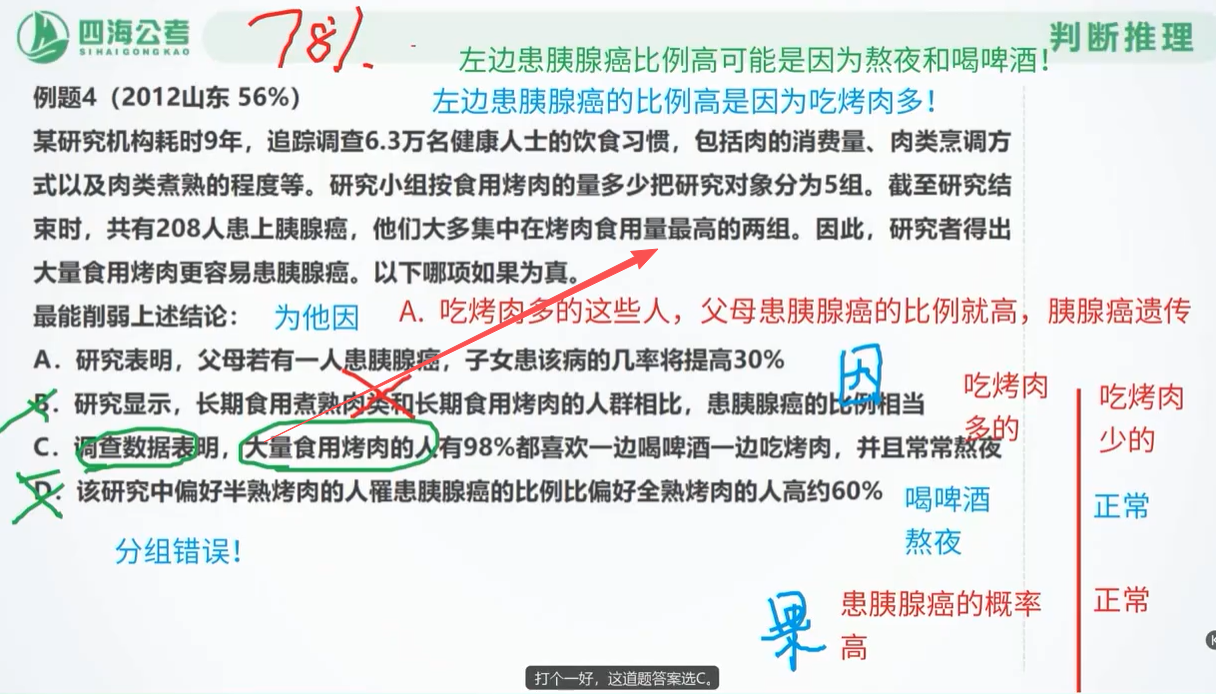 四海公考
SIHAIGONGKAO
78%
判断推理
左边患胰腺癌比例高可能是因为熬夜和喝啤酒！
例题4（2012山东 56%）
左边患胰腺癌的比例高是因为吃烤肉多！
某研究机构耗时9年，追踪调查6.3万名健康人士的饮食习惯，包括肉的消费量、肉类烹调方
式以及肉类煮熟的程度等。研究小组按食用烤肉的量多少把研究对象分为5组。截至研究结
束时，共有208人患上胰腺癌，他们大多集中在烤肉食用量最高的两组。因此，研究者得出
大量食用烤肉更容易患胰腺癌。以下哪项如果为真。
最能削弱上述结论：
为他因
A. 吃烤肉多的这些人，父母患胰腺癌的比例就高，胰腺癌遗传
A. 研究表明，父母若有一人患胰腺癌，子女患该病的几率将提高30%
B. 研究显示，长期食用煮熟肉类和长期食用烤肉的人群相比，患胰腺癌的比例相当
C. 调查数据表明，大量食用烤肉的人有98%都喜欢一边喝啤酒一边吃烤肉，并且常常熬夜
D. 该研究中偏好半熟烤肉的人罹患胰腺癌的比例比偏好全熟烤肉的人高约60%
分组错误！
因
吃烤肉
多的
吃烤肉
少的
喝啤酒
熬夜
正常
果
患胰腺癌的概率
高
正常
打个一好，这道题答案选C。